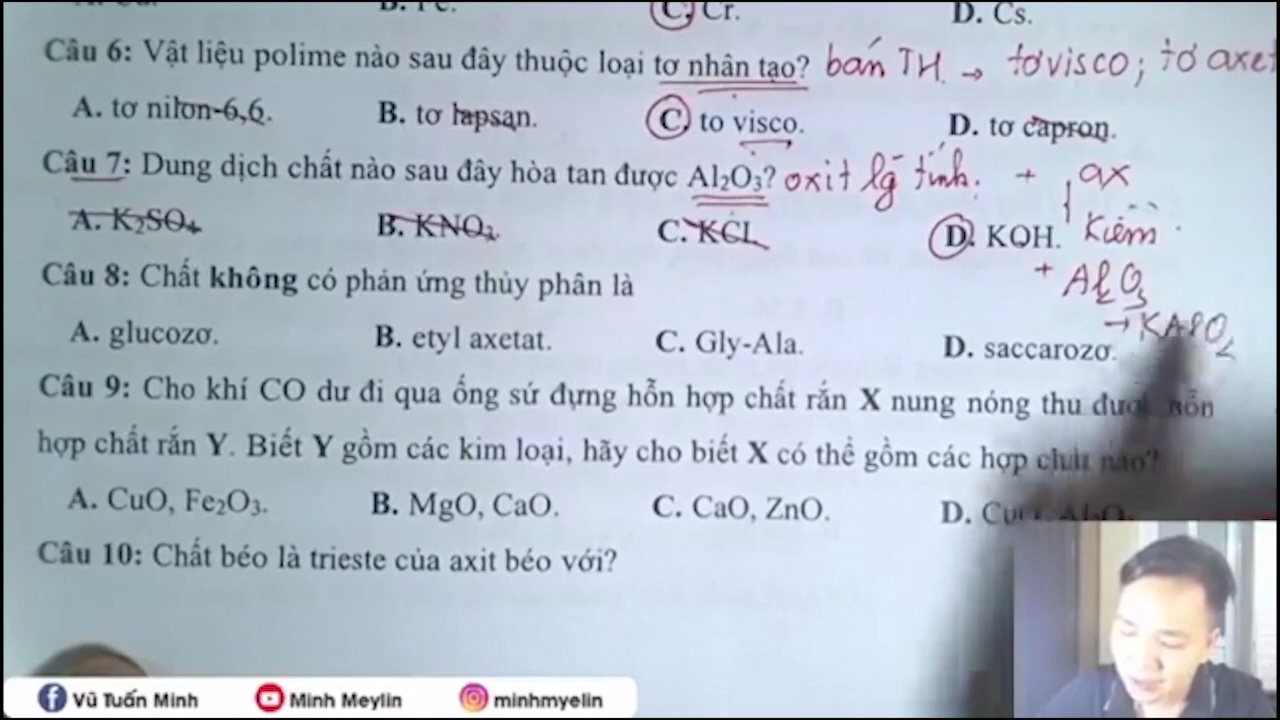 D. Fe. C. Cr. D. Cs.
Câu 6: Vật liệu polime nào sau đây thuộc loại tơ nhân tạo? bán TH → tơ visco; tơ axet
A. tơ nilon-6,6. B. tơ lapsan. C. to visco. D. tơ capron.
Câu 7: Dung dịch chất nào sau đây hòa tan được Al₂O₃? oxit lg tính. + ax
A. K₂SO₄ B. KNO₃. C. KCL D. KOH. Kiềm
+ Al₂O₃
Câu 8: Chất không có phản ứng thủy phân là
→ KAlO₂
A. glucozơ. B. etyl axetat. C. Gly-Ala. D. saccarozơ.
Câu 9: Cho khí CO dư đi qua ống sứ đựng hỗn hợp chất rắn X nung nóng thu được hỗn
hợp chất rắn Y. Biết Y gồm các kim loại, hãy cho biết X có thể gồm các hợp chất nào?
A. CuO, Fe₂O₃. B. MgO, CaO. C. CaO, ZnO. D. CuO, Al₂O₃.
Câu 10: Chất béo là trieste của axit béo với?
Vũ Tuấn Minh Minh Meylin minhmyelin